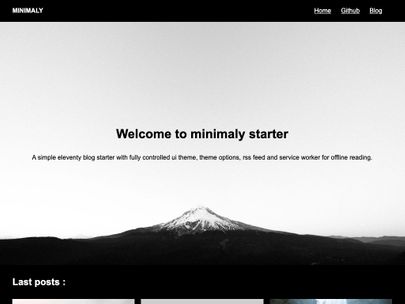 MINIMALY
Home Github Blog
Welcome to minimaly starter
A simple eleventy blog starter with fully controlled ui theme, theme options, rss feed and service worker for offline reading.
Last posts :